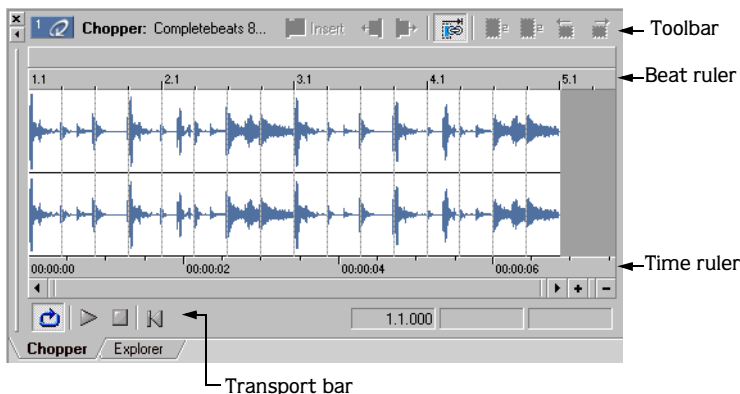 1 Chopper: Completebeats 8... Insert
Toolbar
Beat ruler
1.1 2.1 3.1 4.1 5.1
Time ruler
00:00:00 00:00:02 00:00:04 00:00:06
1.1.000
Chopper Explorer
Transport bar